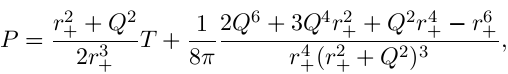 P = \frac{r_+^2 + Q^2}{2r_+^3} T + \frac{1}{8\pi} \frac{2Q^6 + 3Q^4 r_+^2 + Q^2 r_+^4 - r_+^6}{r_+^4 (r_+^2 + Q^2)^3},